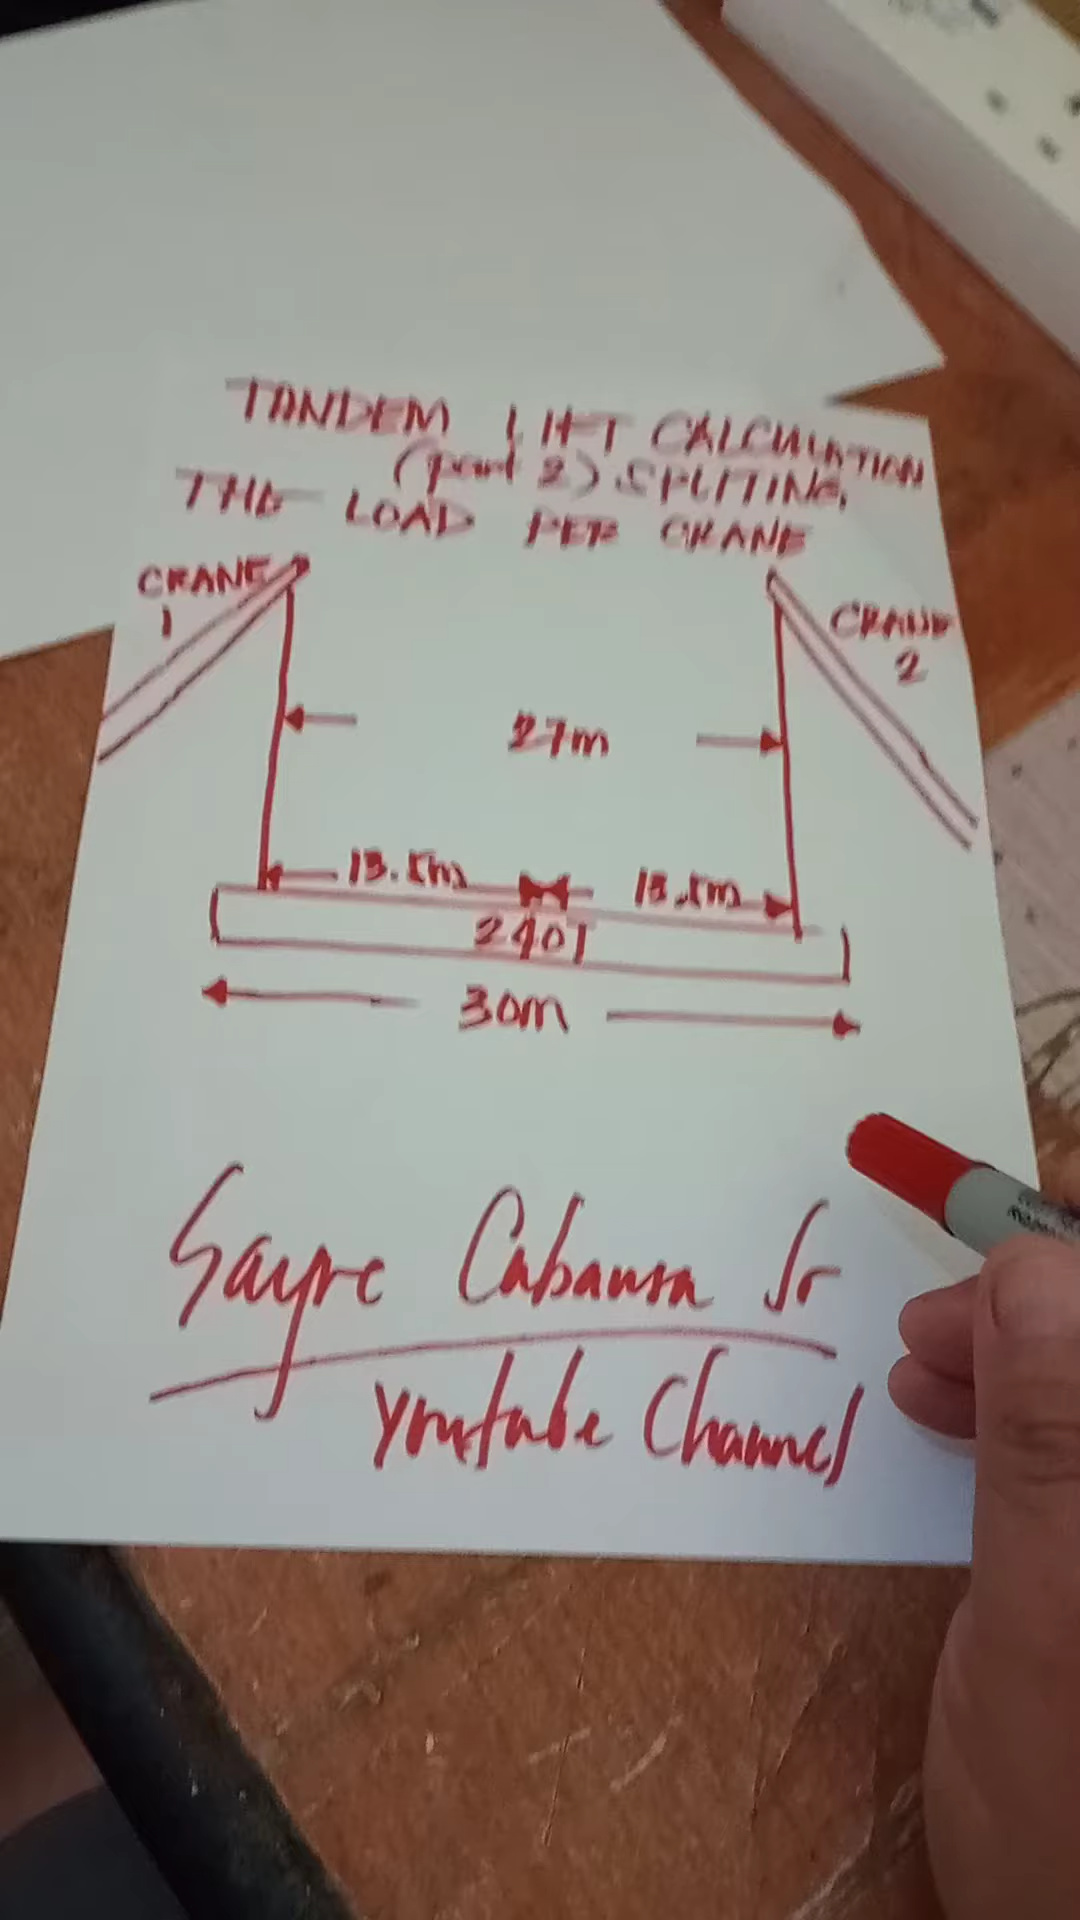 TANDEM LIFT CALCULATION
(part 2) SPLITING
THE LOAD PER CRANE
CRANE
1
CRANE
2
27m
13.5m
13.5m
240T
30m
Sayre Cabansa Jr
Youtube Channel